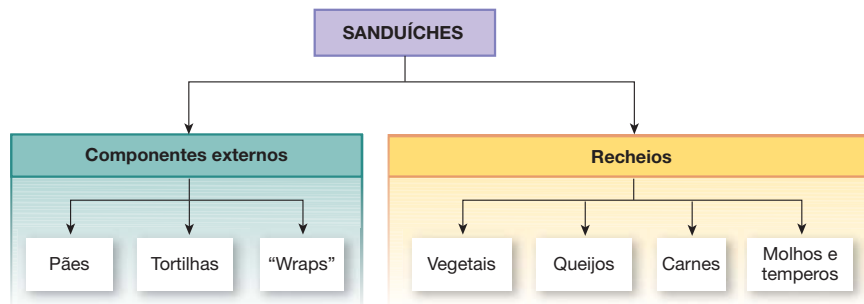 SANDUÍCHES
Componentes externos
Recheios
Pães
Tortilhas
“Wraps”
Vegetais
Queijos
Carnes
Molhos e
temperos